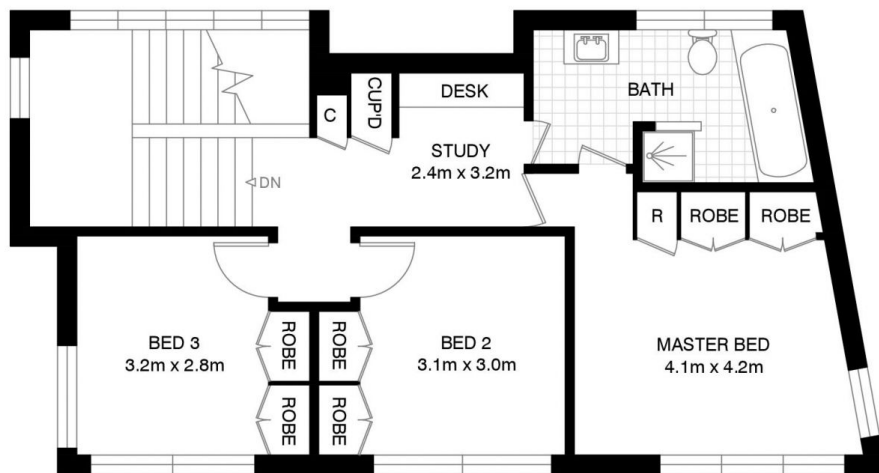 DESK
BATH
C
CUP'D
STUDY
2.4m x 3.2m
DN
R
ROBE
ROBE
BED 3
3.2m x 2.8m
ROBE
ROBE
BED 2
3.1m x 3.0m
MASTER BED
4.1m x 4.2m
ROBE
ROBE